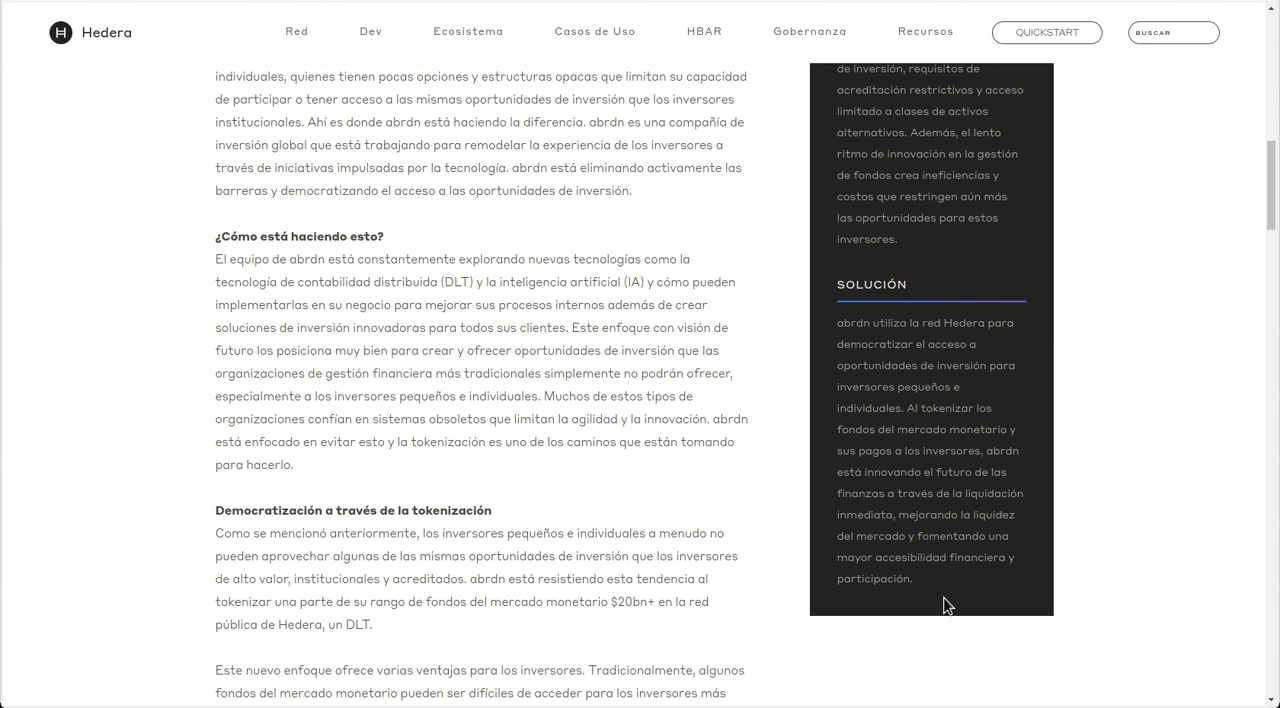 Hedera
Red
Dev
Ecosistema
Casos de Uso
HBAR
Gobernanza
Recursos
QUICKSTART
BUSCAR
individuales, quienes tienen pocas opciones y estructuras opacas que limitan su capacidad
de participar o tener acceso a las mismas oportunidades de inversión que los inversores
institucionales. Ahí es donde abrdn está haciendo la diferencia. abrdn es una compañía de
inversión global que está trabajando para remodelar la experiencia de los inversores a
través de iniciativas impulsadas por la tecnología. abrdn está eliminando activamente las
barreras y democratizando el acceso a las oportunidades de inversión.
¿Cómo está haciendo esto?
El equipo de abrdn está constantemente explorando nuevas tecnologías como la
tecnología de contabilidad distribuida (DLT) y la inteligencia artificial (IA) y cómo pueden
implementarlas en su negocio para mejorar sus procesos internos además de crear
soluciones de inversión innovadoras para todos sus clientes. Este enfoque con visión de
futuro los posiciona muy bien para crear y ofrecer oportunidades de inversión que las
organizaciones de gestión financiera más tradicionales simplemente no podrán ofrecer,
especialmente a los inversores pequeños e individuales. Muchos de estos tipos de
organizaciones confían en sistemas obsoletos que limitan la agilidad y la innovación. abrdn
está enfocado en evitar esto y la tokenización es uno de los caminos que están tomando
para hacerlo.
Democratización a través de la tokenización
Como se mencionó anteriormente, los inversores pequeños e individuales a menudo no
pueden aprovechar algunas de las mismas oportunidades de inversión que los inversores
de alto valor, institucionales y acreditados. abrdn está resistiendo esta tendencia al
tokenizar una parte de su rango de fondos del mercado monetario $20bn+ en la red
pública de Hedera, un DLT.
Este nuevo enfoque ofrece varias ventajas para los inversores. Tradicionalmente, algunos
fondos del mercado monetario pueden ser difíciles de acceder para los inversores más
de inversión, requisitos de
acreditación restrictivos y acceso
limitado a clases de activos
alternativos. Además, el lento
ritmo de innovación en la gestión
de fondos crea ineficiencias y
costos que restringen aún más
las oportunidades para estos
inversores.
SOLUCIÓN
abrdn utiliza la red Hedera para
democratizar el acceso a
oportunidades de inversión para
inversores pequeños e
individuales. Al tokenizar los
fondos del mercado monetario y
sus pagos a los inversores, abrdn
está innovando el futuro de las
finanzas a través de la liquidación
inmediata, mejorando la liquidez
del mercado y fomentando una
mayor accesibilidad financiera y
participación.